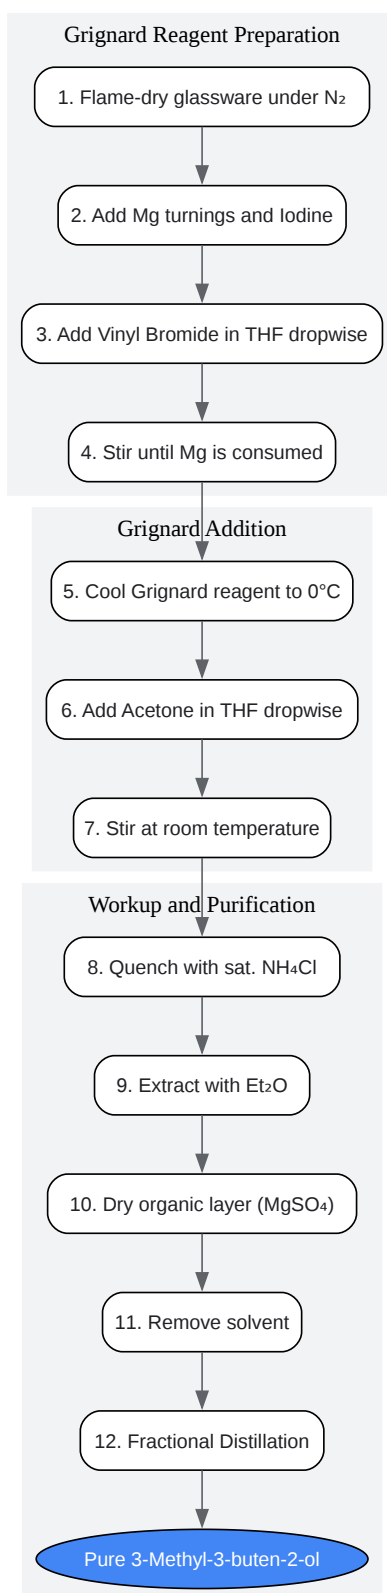 Grignard Reagent Preparation
1. Flame-dry glassware under N₂
2. Add Mg turnings and Iodine
3. Add Vinyl Bromide in THF dropwise
4. Stir until Mg is consumed
Grignard Addition
5. Cool Grignard reagent to 0°C
6. Add Acetone in THF dropwise
7. Stir at room temperature
Workup and Purification
8. Quench with sat. NH₄Cl
9. Extract with Et₂O
10. Dry organic layer (MgSO₄)
11. Remove solvent
12. Fractional Distillation
Pure 3-Methyl-3-buten-2-ol